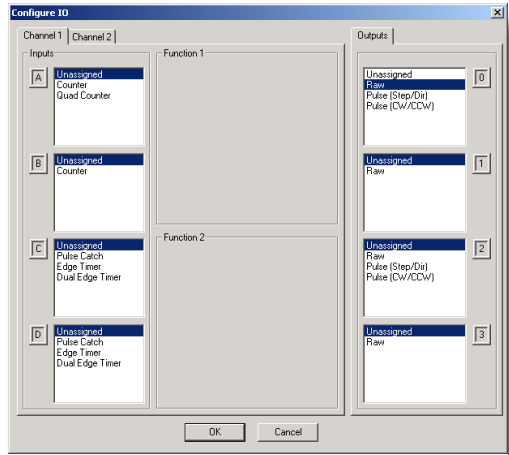 Configure IO
Channel 1
Channel 2
Outputs
Inputs
A
Unassigned
Counter
Quad Counter
B
Unassigned
Counter
C
Unassigned
Pulse Catch
Edge Timer
Dual Edge Timer
D
Unassigned
Pulse Catch
Edge Timer
Dual Edge Timer
Function 1
Function 2
Unassigned
Raw
Pulse (Step/Dir)
Pulse (CW/CCW)
0
Unassigned
Raw
1
Unassigned
Raw
Pulse (Step/Dir)
Pulse (CW/CCW)
2
Unassigned
Raw
3
OK
Cancel